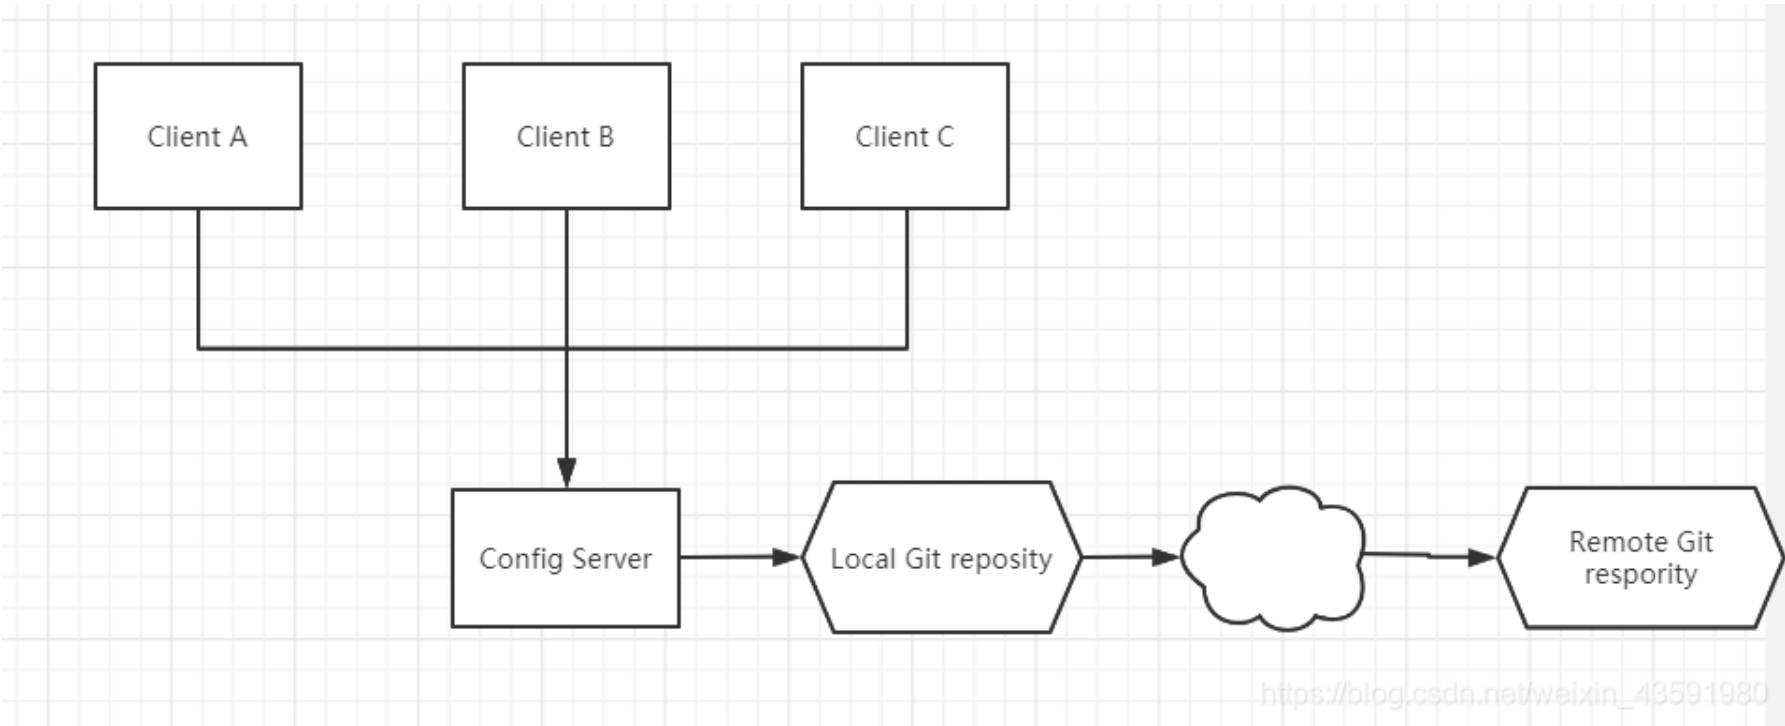 Client A
Client B
Client C
Config Server
Local Git reposity
Remote Git
respority
https://blog.csdn.net/weixin_43591980